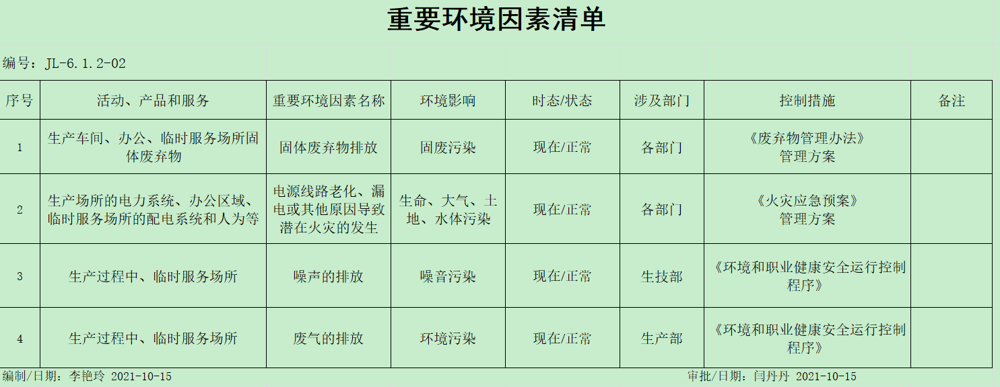 重要环境因素清单
编号：JL-6.1.2-02
序号 活动、产品和服务 重要环境因素名称 环境影响 时态/状态 涉及部门 控制措施 备注
1 生产车间、办公、临时服务场所固体废弃物 固体废弃物排放 固废污染 现在/正常 各部门 《废弃物管理办法》管理方案
2 生产场所的电力系统、办公区域、临时服务场所的配电系统和人为等 电源线路老化、漏电或其他原因导致潜在火灾的发生 生命、大气、土地、水体污染 现在/正常 各部门 《火灾应急预案》管理方案
3 生产过程中、临时服务场所 噪声的排放 噪音污染 现在/正常 生技部 《环境和职业健康安全运行控制程序》
4 生产过程中、临时服务场所 废气的排放 环境污染 现在/正常 生产部 《环境和职业健康安全运行控制程序》
编制/日期：李艳玲 2021-10-15 审批/日期：闫丹丹 2021-10-15